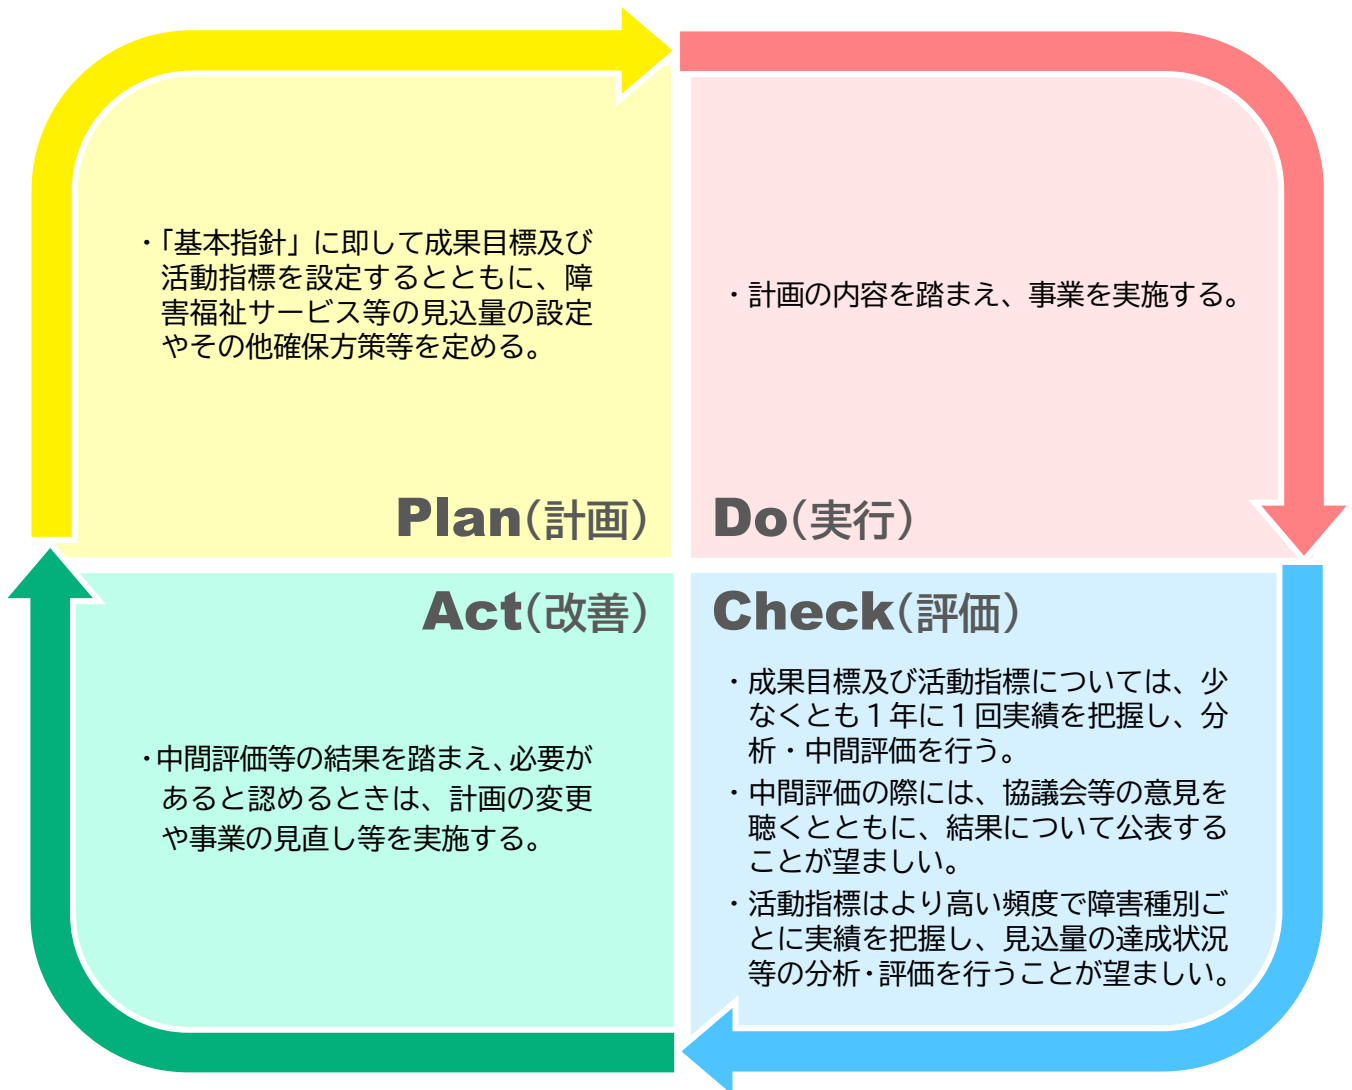 ・「基本指針」に即して成果目標及び
活動指標を設定するとともに、障
害福祉サービス等の見込量の設定
やその他確保方策等を定める。
Plan(計画)
・計画の内容を踏まえ、事業を実施する。
Do(実行)
Act(改善)
・中間評価等の結果を踏まえ、必要が
あると認めるときは、計画の変更
や事業の見直し等を実施する。
Check(評価)
・成果目標及び活動指標については、少
なくとも１年に１回実績を把握し、分
析・中間評価を行う。
・中間評価の際には、協議会等の意見を
聴くとともに、結果について公表する
ことが望ましい。
・活動指標はより高い頻度で障害種別ご
とに実績を把握し、見込量の達成状況
等の分析・評価を行うことが望ましい。